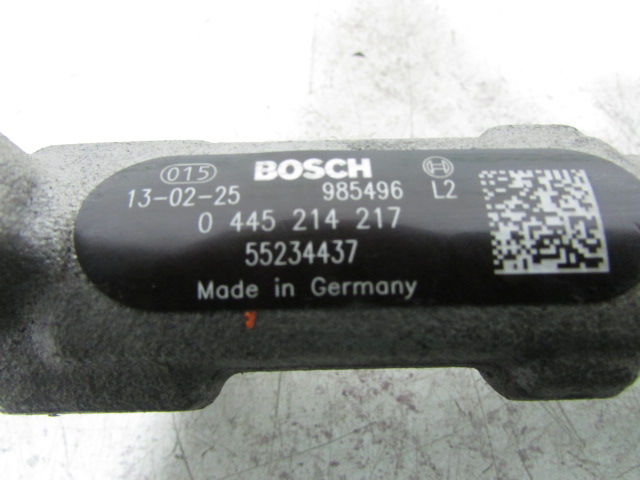 015 BOSCH
13-02-25 985496 L2
0 445 214 217
55234437
Made in Germany